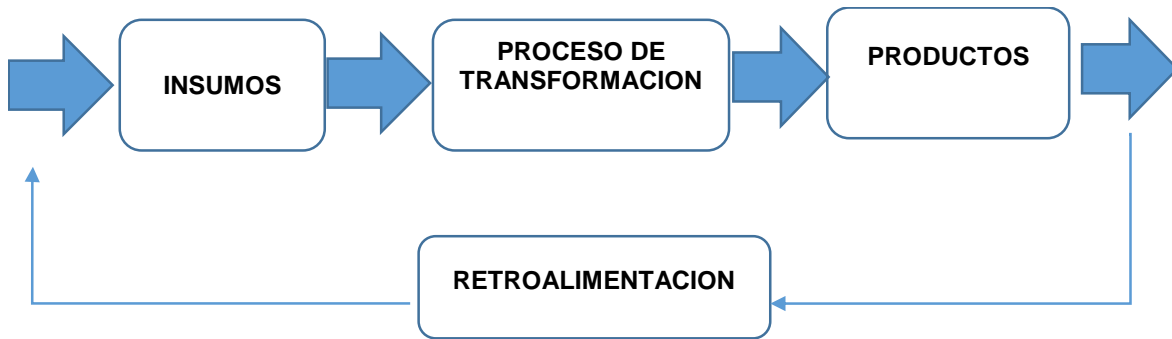 INSUMOS
PROCESO DE
TRANSFORMACION
PRODUCTOS
RETROALIMENTACION